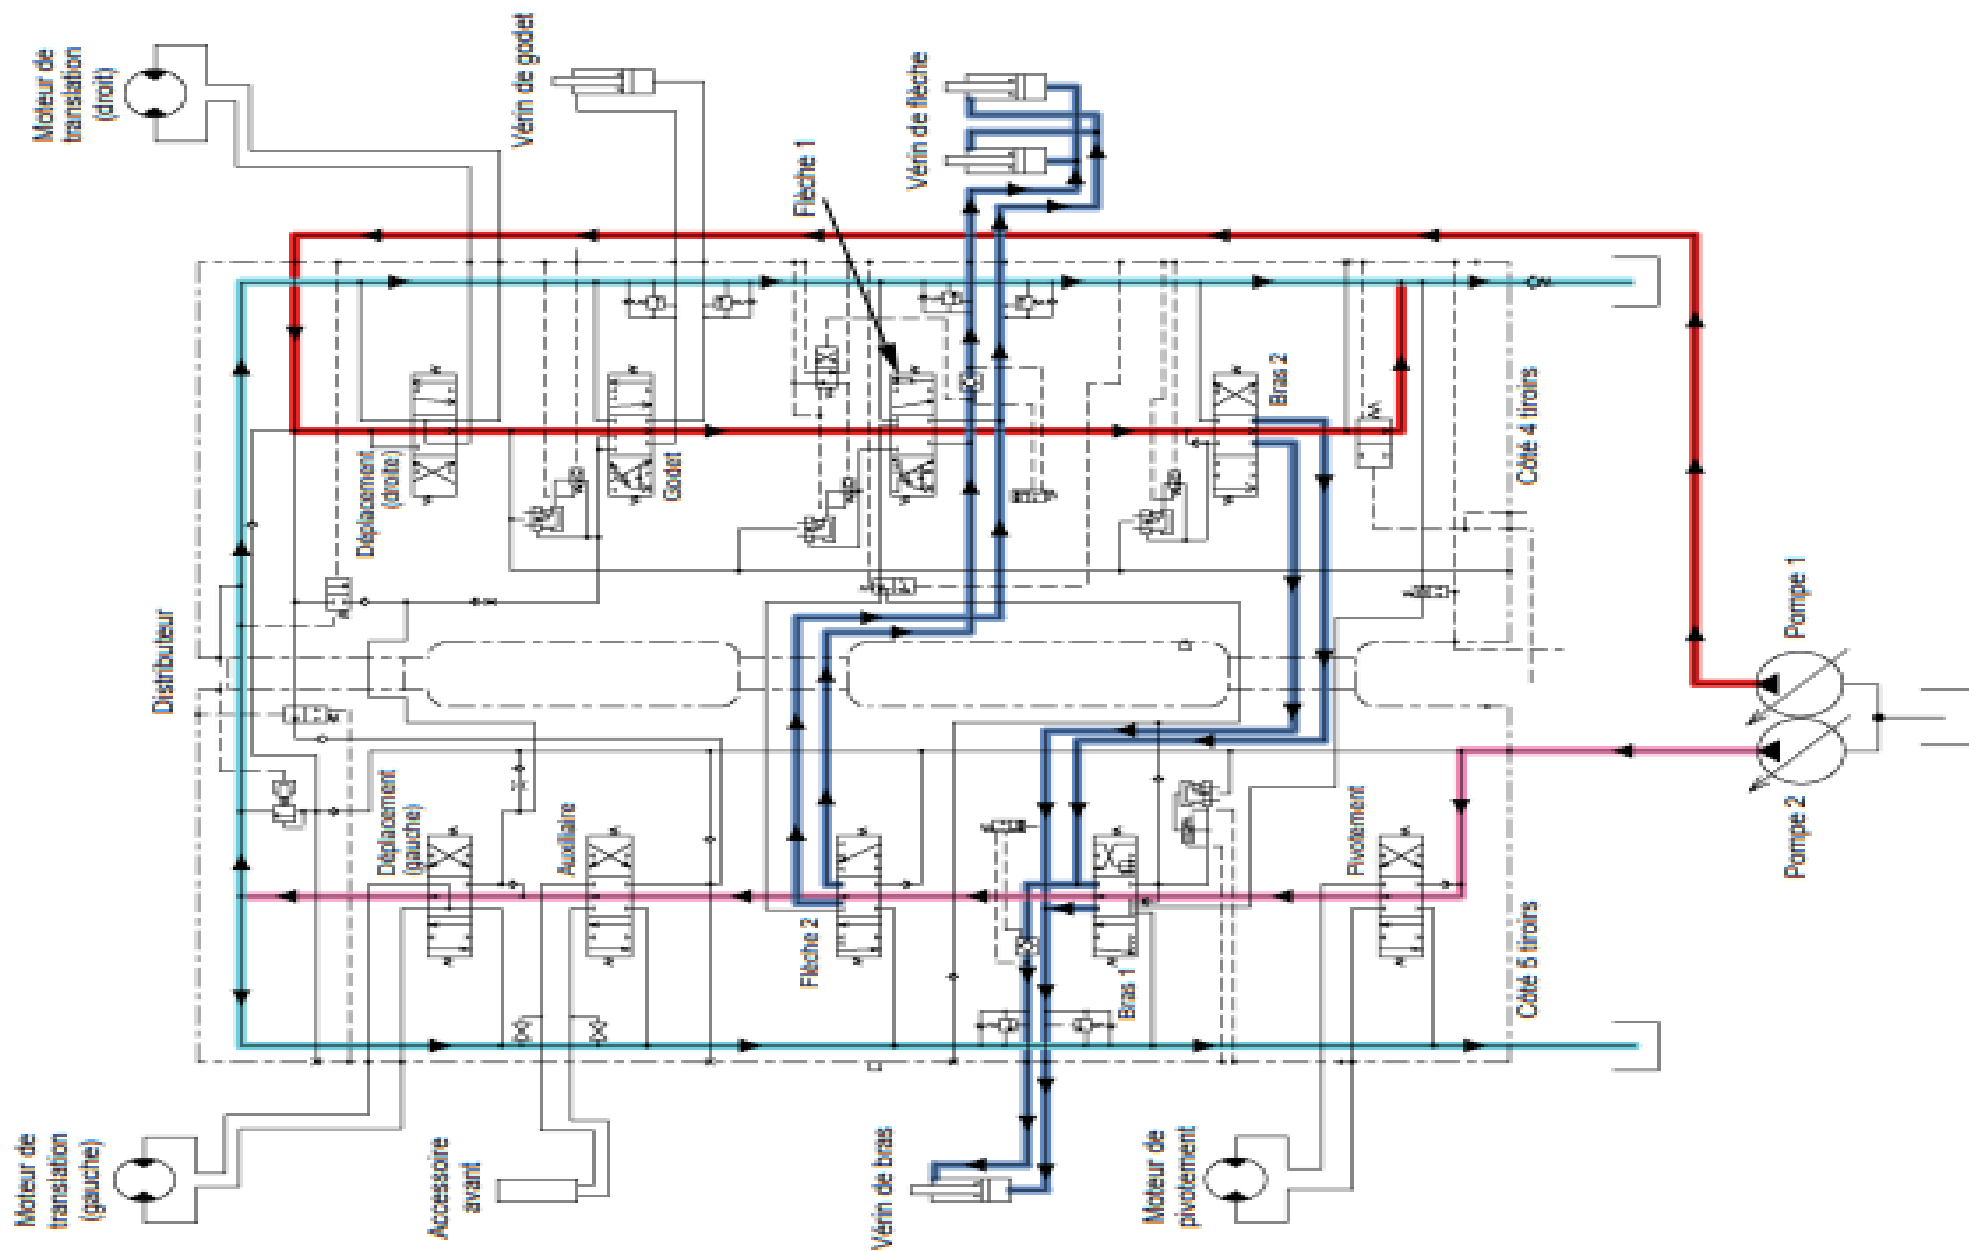 Moteur de
translation
(droit)
Vérin de godet
Vérin de flèche
Flèche 1
Distributeur
Déplacement
(droite)
Godet
Bras 2
Côté 4 tiroirs
Pompe 1
Déplacement
(gauche)
Auxiliaire
Flèche 2
Bras 1
Pivotement
Côté 5 tiroirs
Pompe 2
Moteur de
translation
(gauche)
Accessoire
avant
Vérin de bras
Moteur de
pivotement